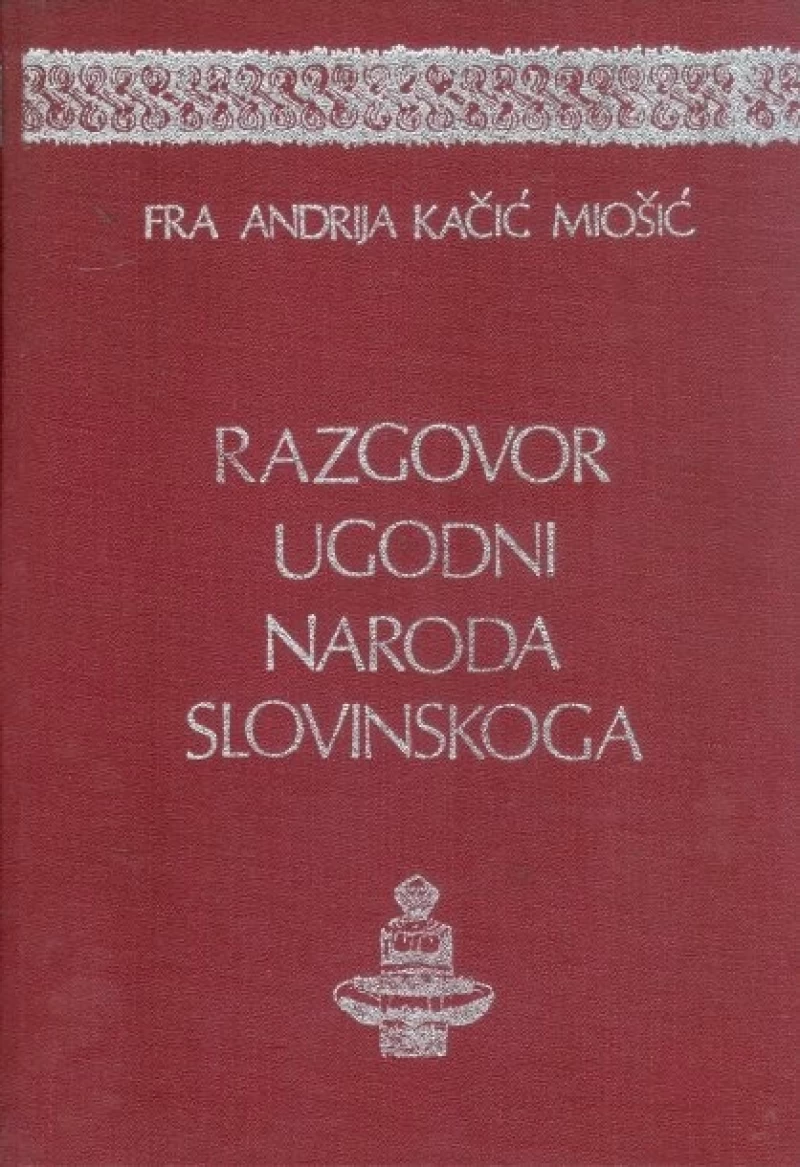 FRA ANDRIJA KAČIĆ MIOŠIĆ
RAZGOVOR
UGODNI
NARODA
SLOVINSKOGA